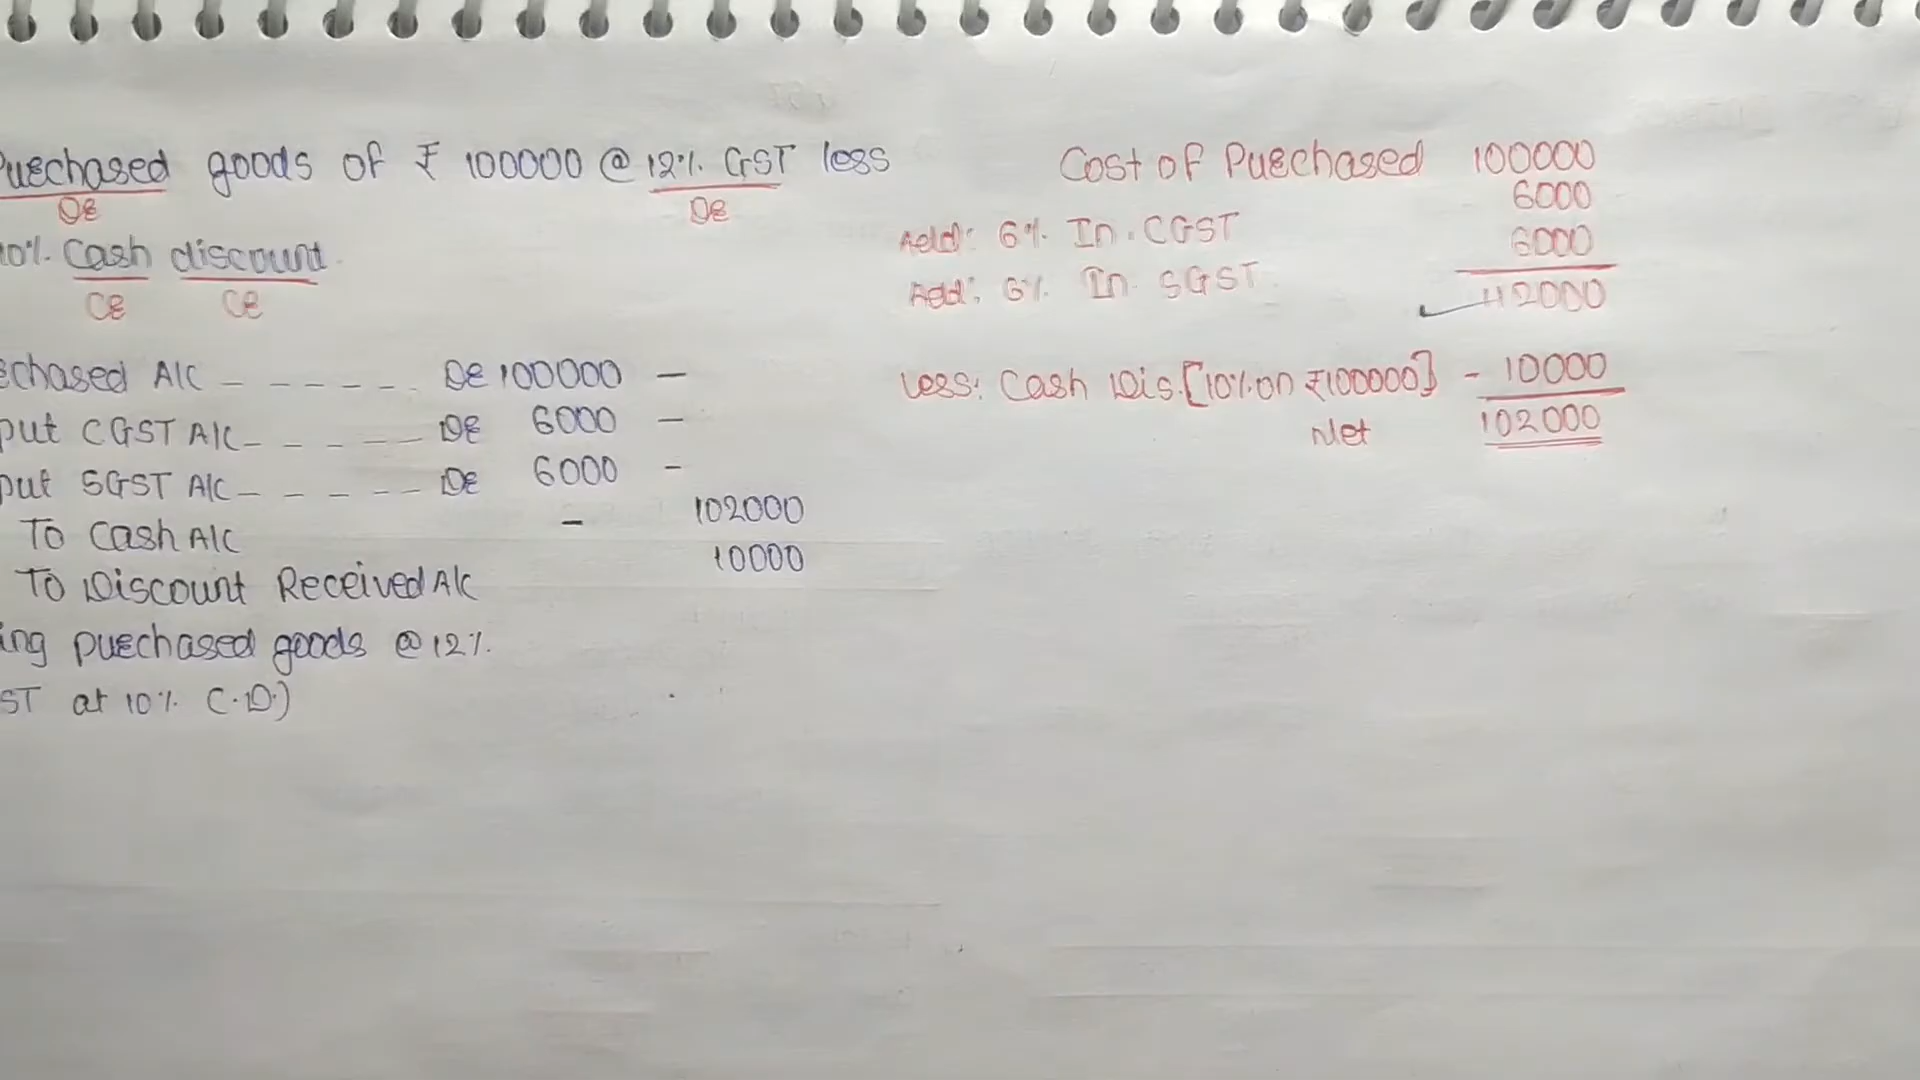 Purchased goods of ₹ 100000 @ 12% GST less
Dr Dr
10% Cash discount
Cr Cr
chased A/C Dr 100000 -
put CGST A/C Dr 6000 -
put SGST A/C Dr 6000 -
To Cash A/C - 102000
To Discount Received A/c 10000
ing purchased goods @ 12%.
ST at 10% C.D.)
Cost of Purchased 100000
Add: 6% In. CGST 6000
Add: 6% In SGST 6000
112000
Less: Cash Dis. [10% on ₹100000] - 10000
Net 102000